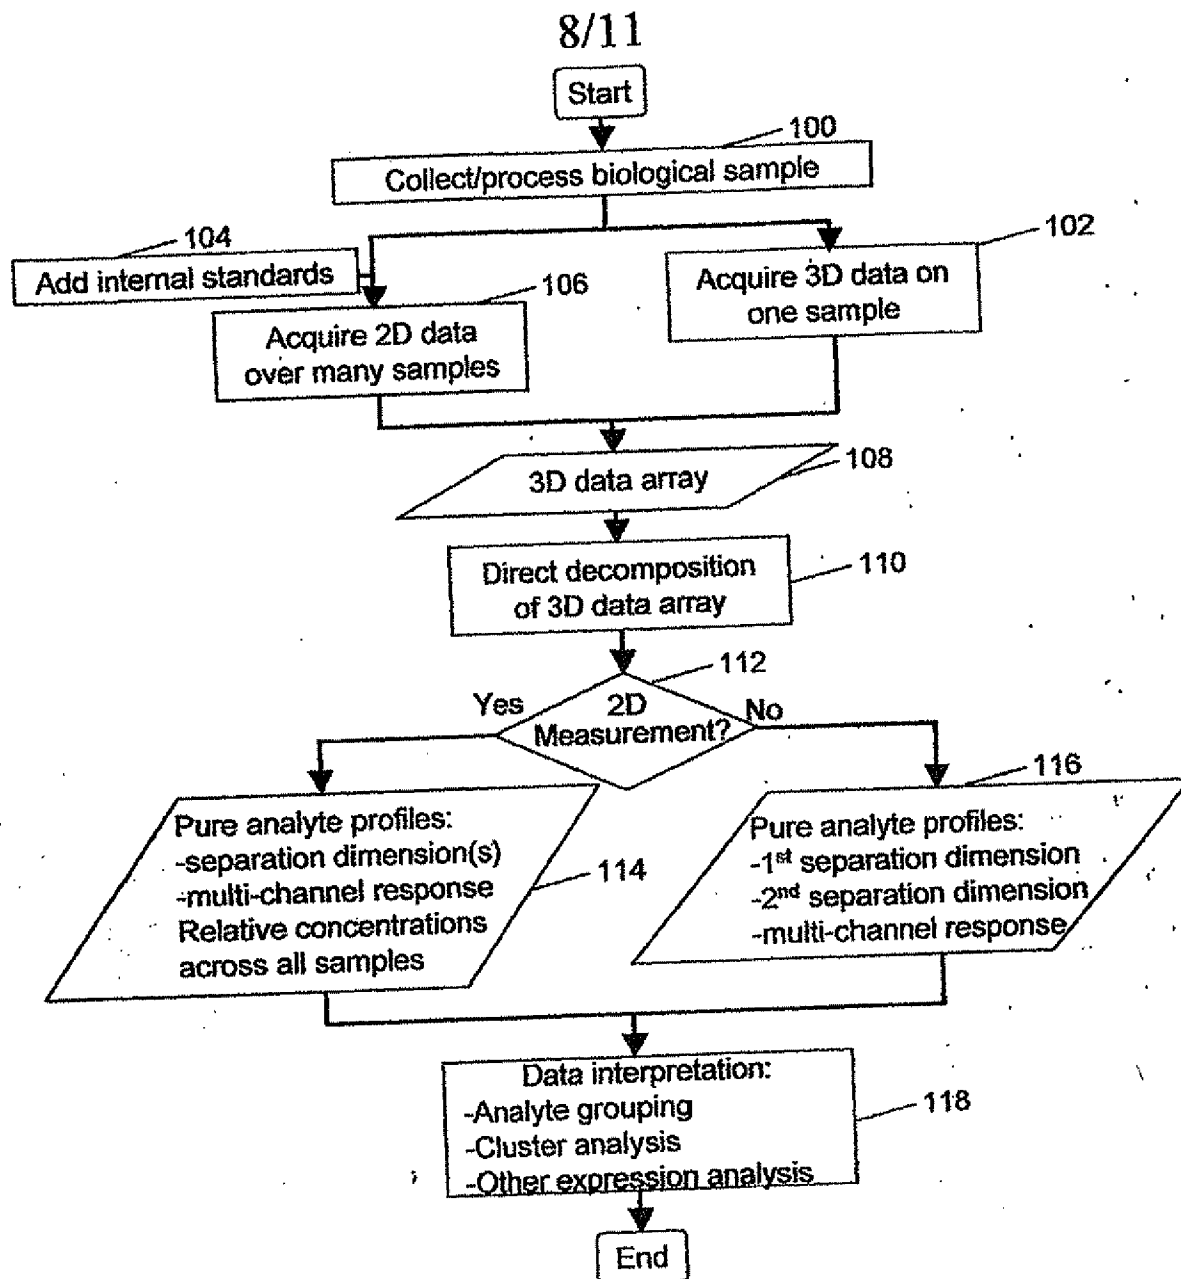 8/11
Start
100
Collect/process biological sample
104
Add internal standards
102
Acquire 3D data on
one sample
106
Acquire 2D data
over many samples
3D data array
108
Direct decomposition
of 3D data array
110
112
Yes
2D
Measurement?
No
Pure analyte profiles:
-separation dimension(s)
-multi-channel response
Relative concentrations
across all samples
114
116
Pure analyte profiles:
-1st separation dimension
-2nd separation dimension
-multi-channel response
Data interpretation:
-Analyte grouping
-Cluster analysis
-Other expression analysis
118
End